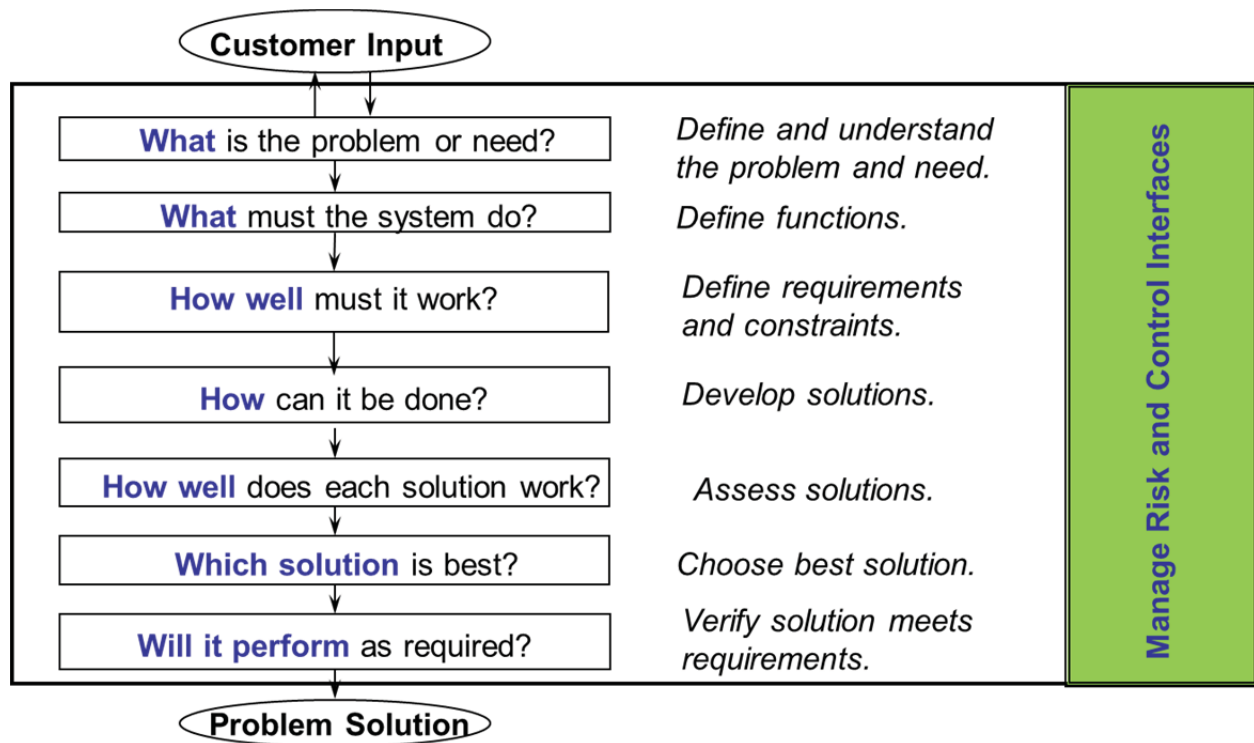 Customer Input
What is the problem or need?
Define and understand
the problem and need.
What must the system do?
Define functions.
How well must it work?
Define requirements
and constraints.
How can it be done?
Develop solutions.
How well does each solution work?
Assess solutions.
Which solution is best?
Choose best solution.
Will it perform as required?
Verify solution meets
requirements.
Problem Solution
Manage Risk and Control Interfaces